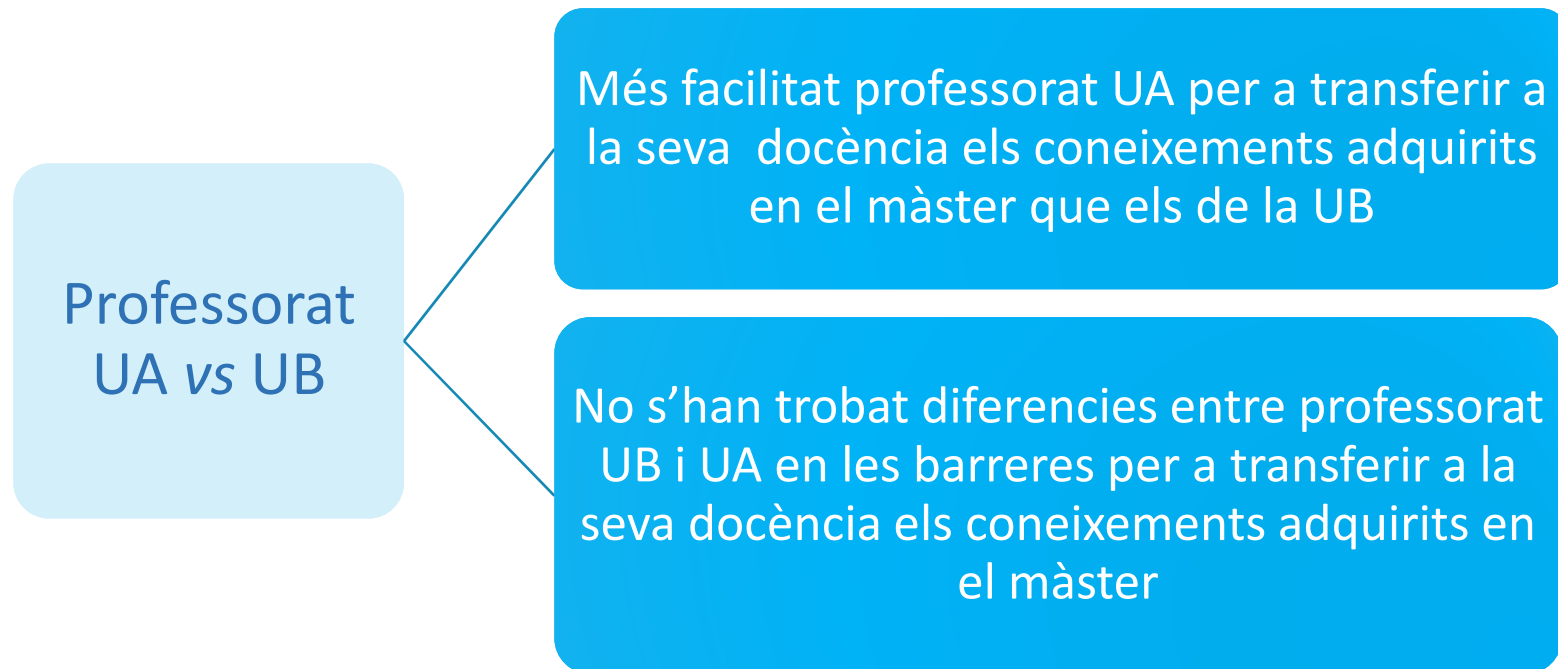 Professorat
UA vs UB
Més facilitat professorat UA per a transferir a
la seva  docència els coneixements adquirits
en el màster que els de la UB
No s’han trobat diferencies entre professorat
UB i UA en les barreres per a transferir a la
seva docència els coneixements adquirits en
el màster